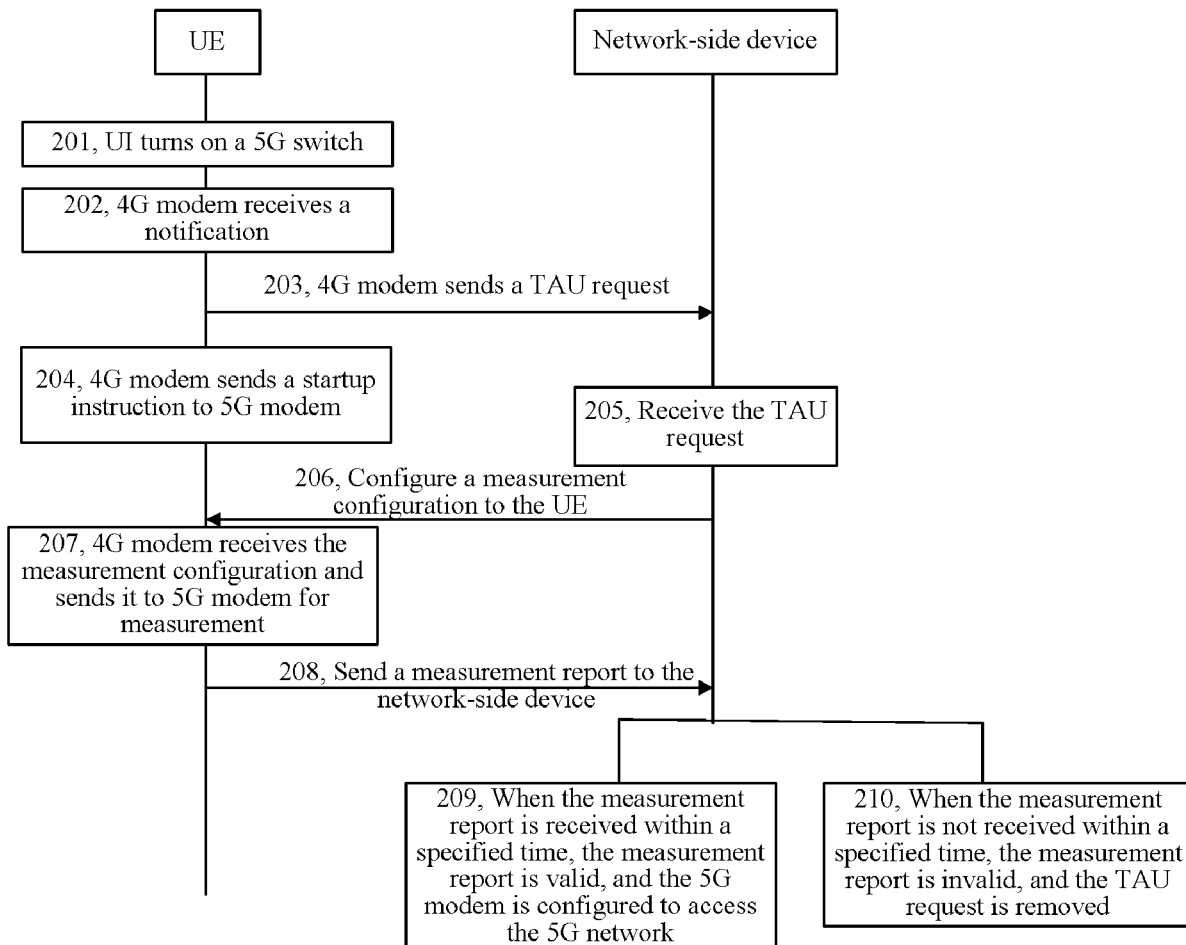 UE
Network-side device
201, UI turns on a 5G switch
202, 4G modem receives a
notification
203, 4G modem sends a TAU request
204, 4G modem sends a startup
instruction to 5G modem
205, Receive the TAU
request
206, Configure a measurement
configuration to the UE
207, 4G modem receives the
measurement configuration and
sends it to 5G modem for
measurement
208, Send a measurement report to the
network-side device
209, When the measurement
report is received within a
specified time, the measurement
report is valid, and the 5G
modem is configured to access
the 5G network
210, When the measurement
report is not received within a
specified time, the measurement
report is invalid, and the TAU
request is removed